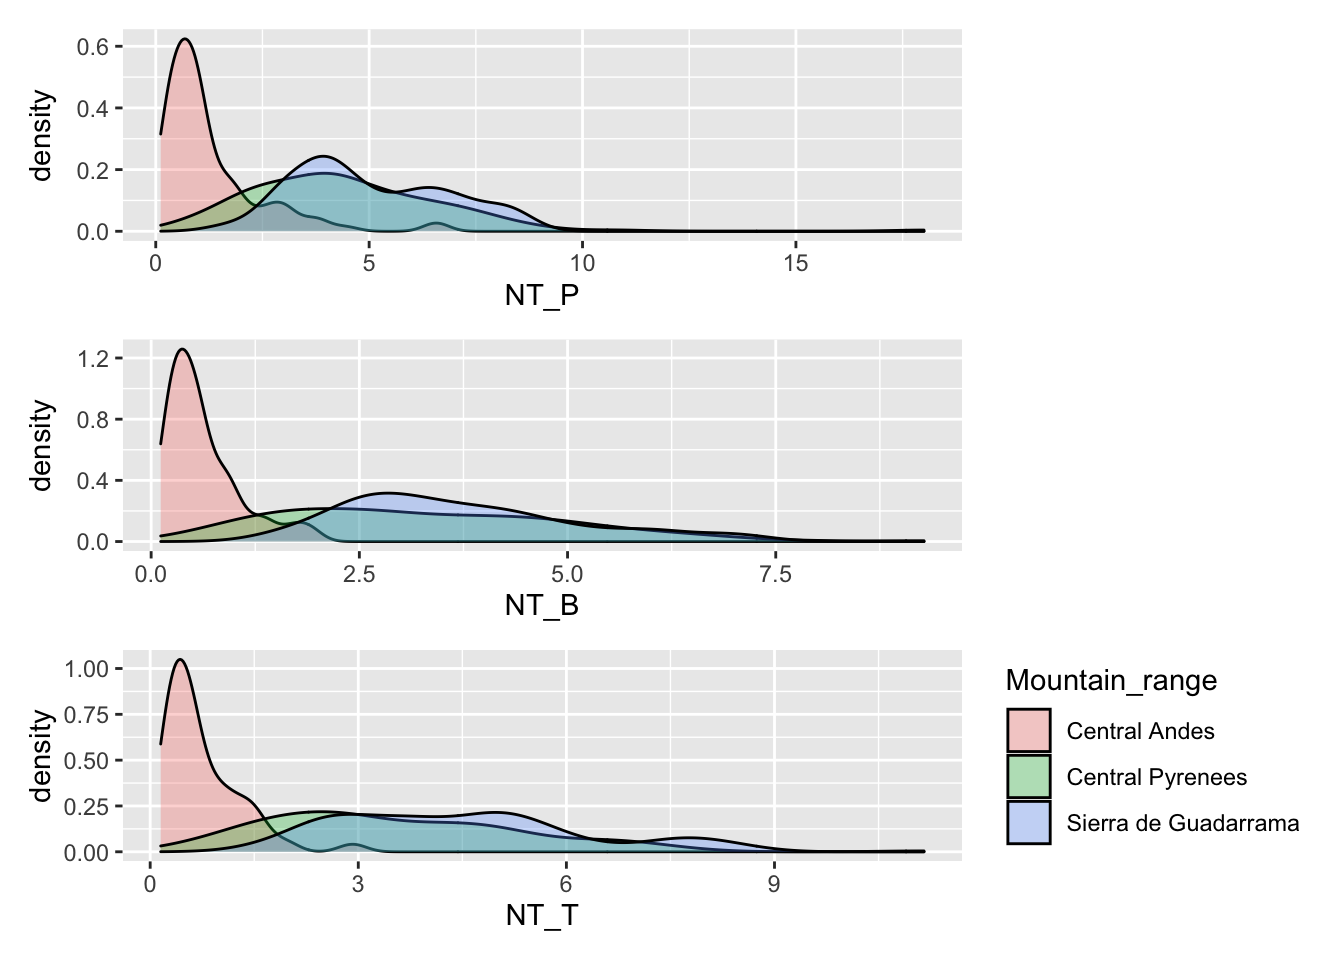 0.6
0.4
0.2
0.0
density
0 5 10 15
NT_P
1.2
0.8
0.4
0.0
density
0.0 2.5 5.0 7.5
NT_B
1.00
0.75
0.50
0.25
0.00
density
0 3 6 9
NT_T
Mountain_range
Central Andes
Central Pyrenees
Sierra de Guadarrama